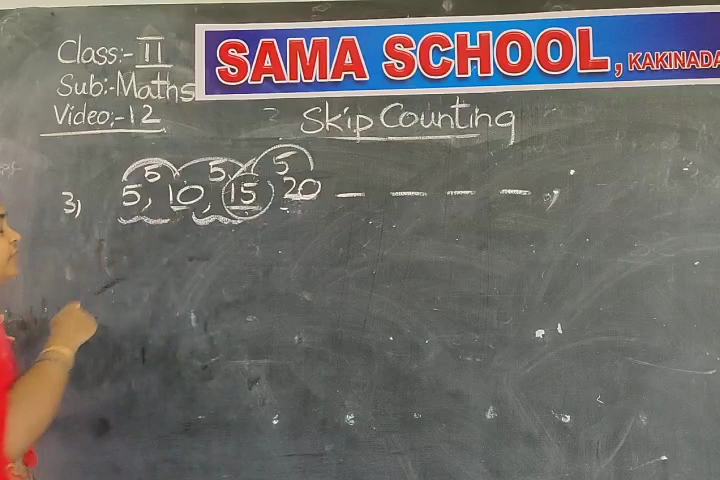 Class:- II
SAMA SCHOOL, KAKINADA
Sub:-Maths
Video:-12
Skip Counting
5 5 5
3) 5, 10, 15, 20 _ _ _ _ ,